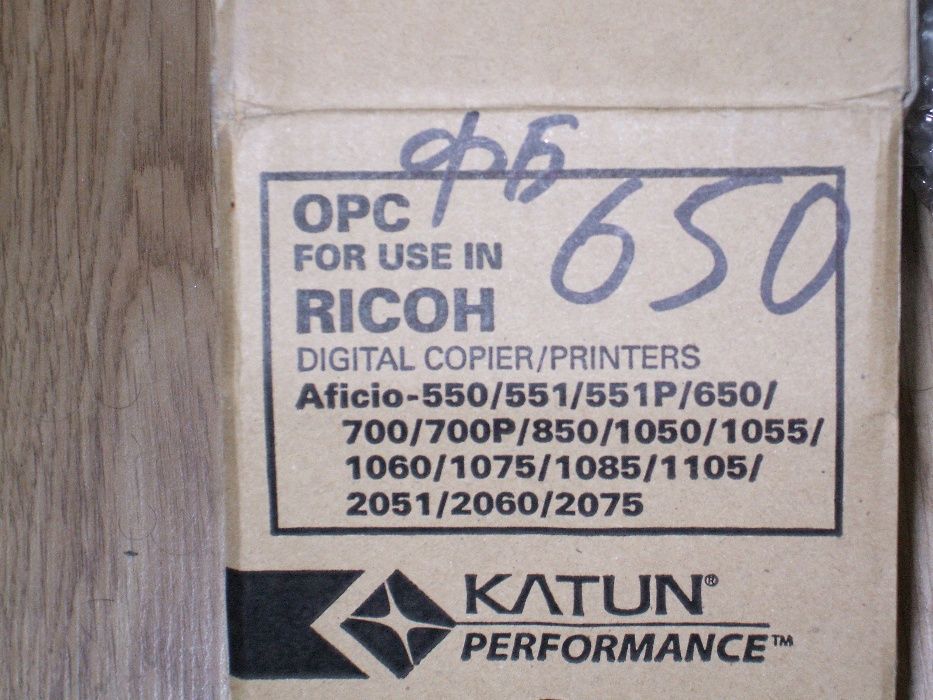 фБ
650
OPC
FOR USE IN
RICOH
DIGITAL COPIER/PRINTERS
Aficio-550/551/551P/650/
700/700P/850/1050/1055/
1060/1075/1085/1105/
2051/2060/2075
KATUN®
PERFORMANCE™